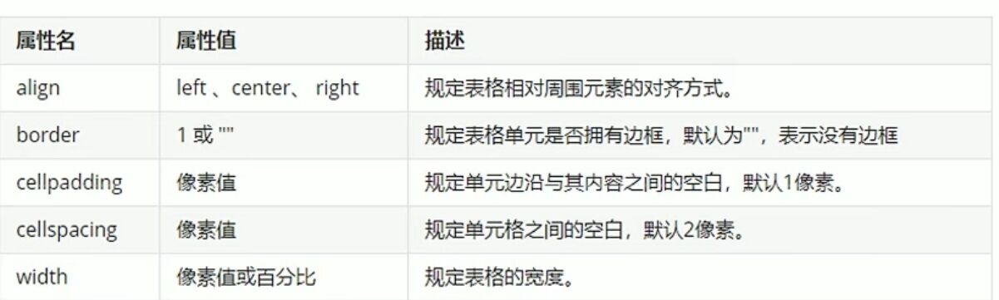 属性名 属性值 描述
align left 、center、 right 规定表格相对周围元素的对齐方式。
border 1 或 "" 规定表格单元是否拥有边框，默认为""，表示没有边框
cellpadding 像素值 规定单元边沿与其内容之间的空白，默认1像素。
cellspacing 像素值 规定单元格之间的空白，默认2像素。
width 像素值或百分比 规定表格的宽度。